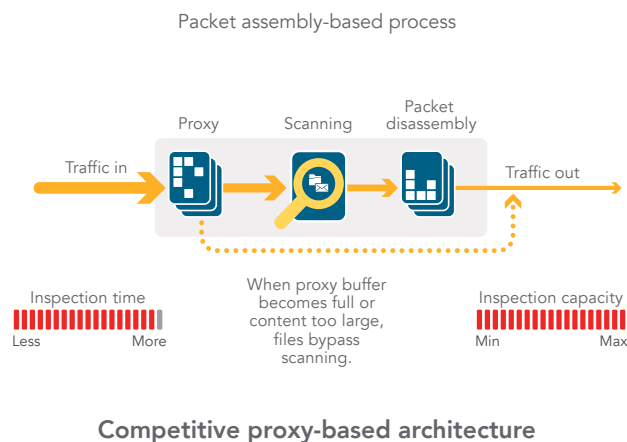 Packet assembly-based process
Proxy
Scanning
Packet
disassembly
Traffic in
Traffic out
When proxy buffer
becomes full or
content too large,
files bypass
scanning.
Inspection time
Less
More
Inspection capacity
Min
Max
Competitive proxy-based architecture